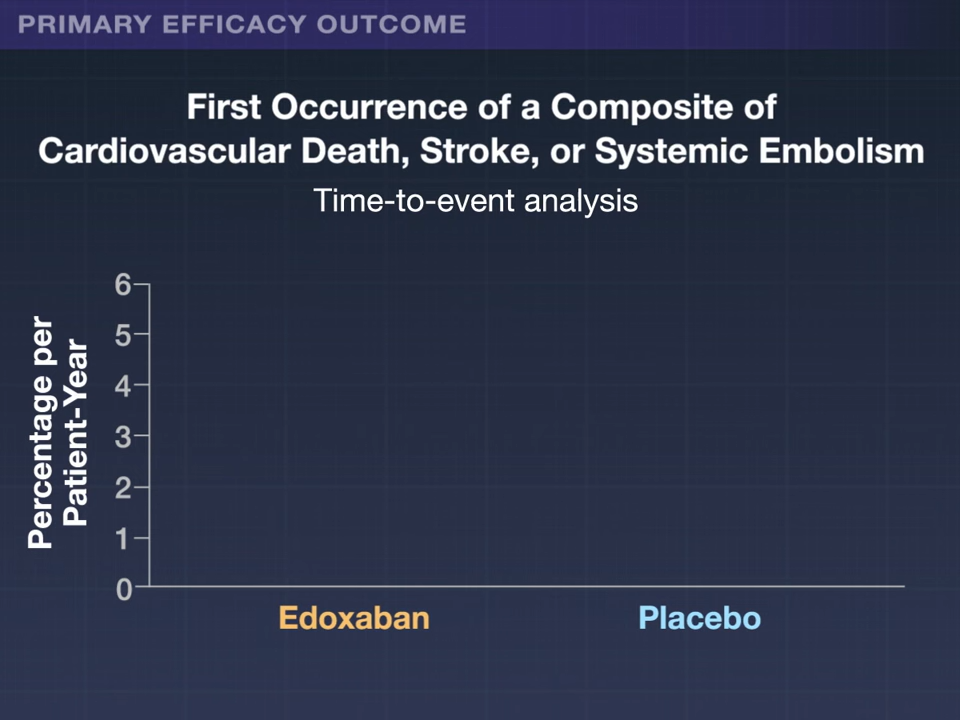 PRIMARY EFFICACY OUTCOME
First Occurrence of a Composite of
Cardiovascular Death, Stroke, or Systemic Embolism
Time-to-event analysis
Percentage per
Patient-Year
6
5
4
3
2
1
0
Edoxaban
Placebo